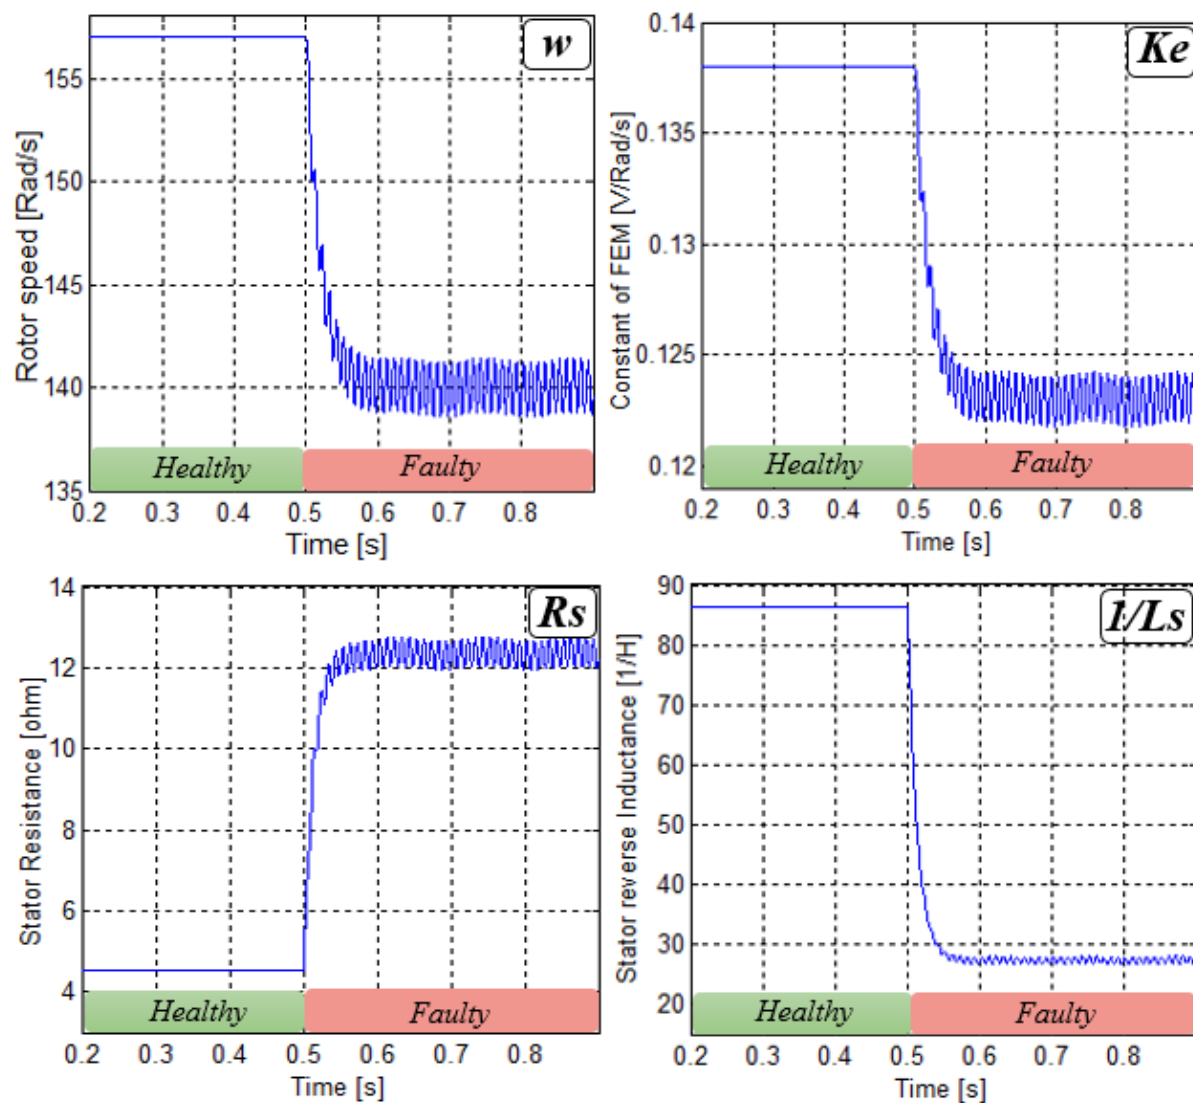 w
Rotor speed [Rad/s]
155
150
145
140
135
Healthy
Faulty
0.2 0.3 0.4 0.5 0.6 0.7 0.8
Time [s]
Ke
Constant of FEM [V/Rad/s]
0.14
0.135
0.13
0.125
0.12
Healthy
Faulty
0.2 0.3 0.4 0.5 0.6 0.7 0.8
Time [s]
Rs
Stator Resistance [ohm]
14
12
10
8
6
4
Healthy
Faulty
0.2 0.3 0.4 0.5 0.6 0.7 0.8
Time [s]
1/Ls
Stator reverse Inductance [1/H]
90
80
70
60
50
40
30
20
Healthy
Faulty
0.2 0.3 0.4 0.5 0.6 0.7 0.8
Time [s]